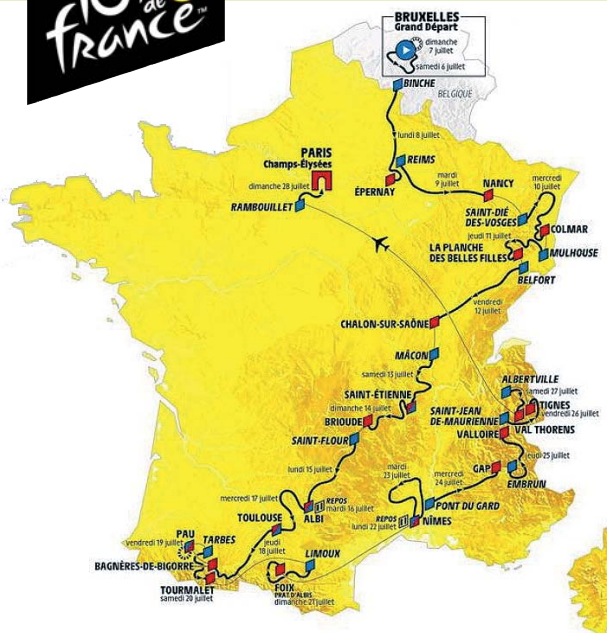 TOUR
de
france™
BRUXELLES
Grand Départ
dimanche
7 juillet
samedi 6 juillet
BINCHE
BELGIQUE
lundi 8 juillet
REIMS
PARIS
Champs-Élysées
dimanche 28 juillet
RAMBOUILLET
ÉPERNAY
mardi
9 juillet
NANCY
mercredi
10 juillet
SAINT-DIÉ
DES-VOSGES
COLMAR
jeudi 11 juillet
LA PLANCHE
DES BELLES FILLES
MULHOUSE
BELFORT
vendredi
12 juillet
CHALON-SUR-SAÔNE
MÂCON
samedi 13 juillet
SAINT-ÉTIENNE
dimanche 14 juillet
BRIOUDE
SAINT-FLOUR
ALBERTVILLE
samedi 27 juillet
TIGNES
vendredi 26 juillet
SAINT-JEAN
DE-MAURIENNE
VAL THORENS
VALLOIRE
jeudi 25 juillet
GAP
EMBRUN
lundi 15 juillet
mardi
23 juillet
mercredi
24 juillet
PONT DU GARD
REPOS
lundi 22 juillet
NÎMES
mercredi 17 juillet
REPOS
mardi 16 juillet
ALBI
TOULOUSE
jeudi
18 juillet
PAU
vendredi 19 juillet
TARBES
BAGNÈRES-DE-BIGORRE
TOURMALET
samedi 20 juillet
LIMOUX
FOIX
PRAT D'ALBIS
dimanche 21 juillet